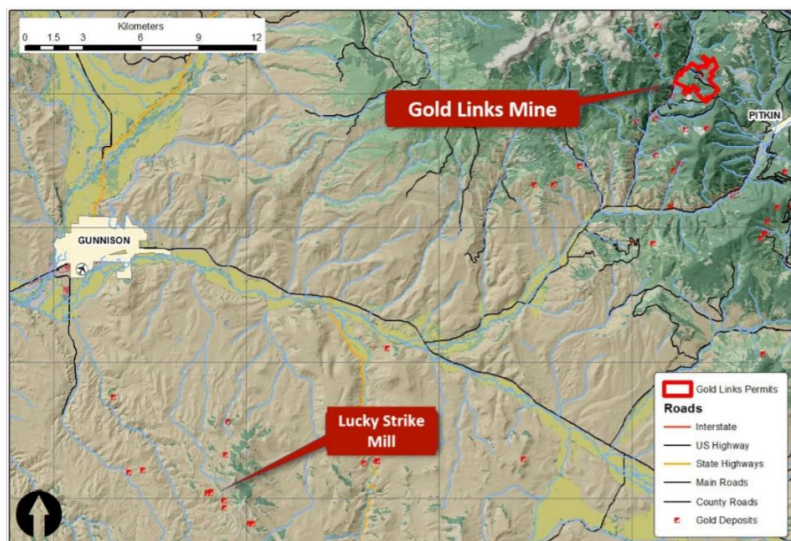 Kilometers
0 1.5 3 6 9 12
Gold Links Mine
PITKIN
GUNNISON
Lucky Strike
Mill
Gold Links Permits
Roads
Interstate
US Highway
State Highways
Main Roads
County Roads
Gold Deposits